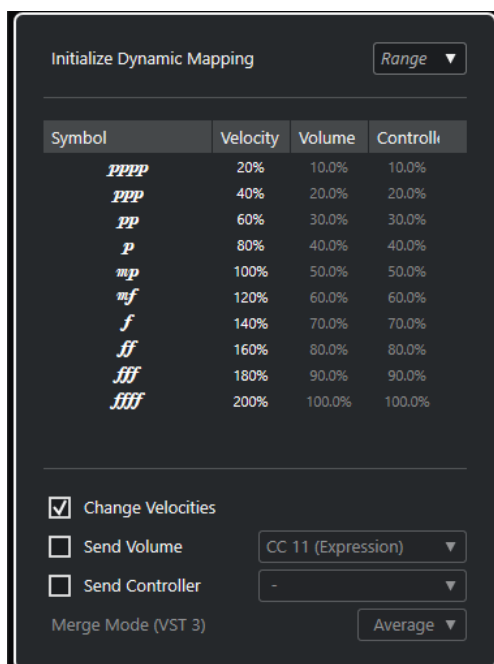 Initialize Dynamic Mapping Range
Symbol Velocity Volume Controlle
pppp 20% 10.0% 10.0%
ppp 40% 20.0% 20.0%
pp 60% 30.0% 30.0%
p 80% 40.0% 40.0%
mp 100% 50.0% 50.0%
mf 120% 60.0% 60.0%
f 140% 70.0% 70.0%
ff 160% 80.0% 80.0%
fff 180% 90.0% 90.0%
ffff 200% 100.0% 100.0%
Change Velocities
Send Volume CC 11 (Expression)
Send Controller -
Merge Mode (VST 3) Average